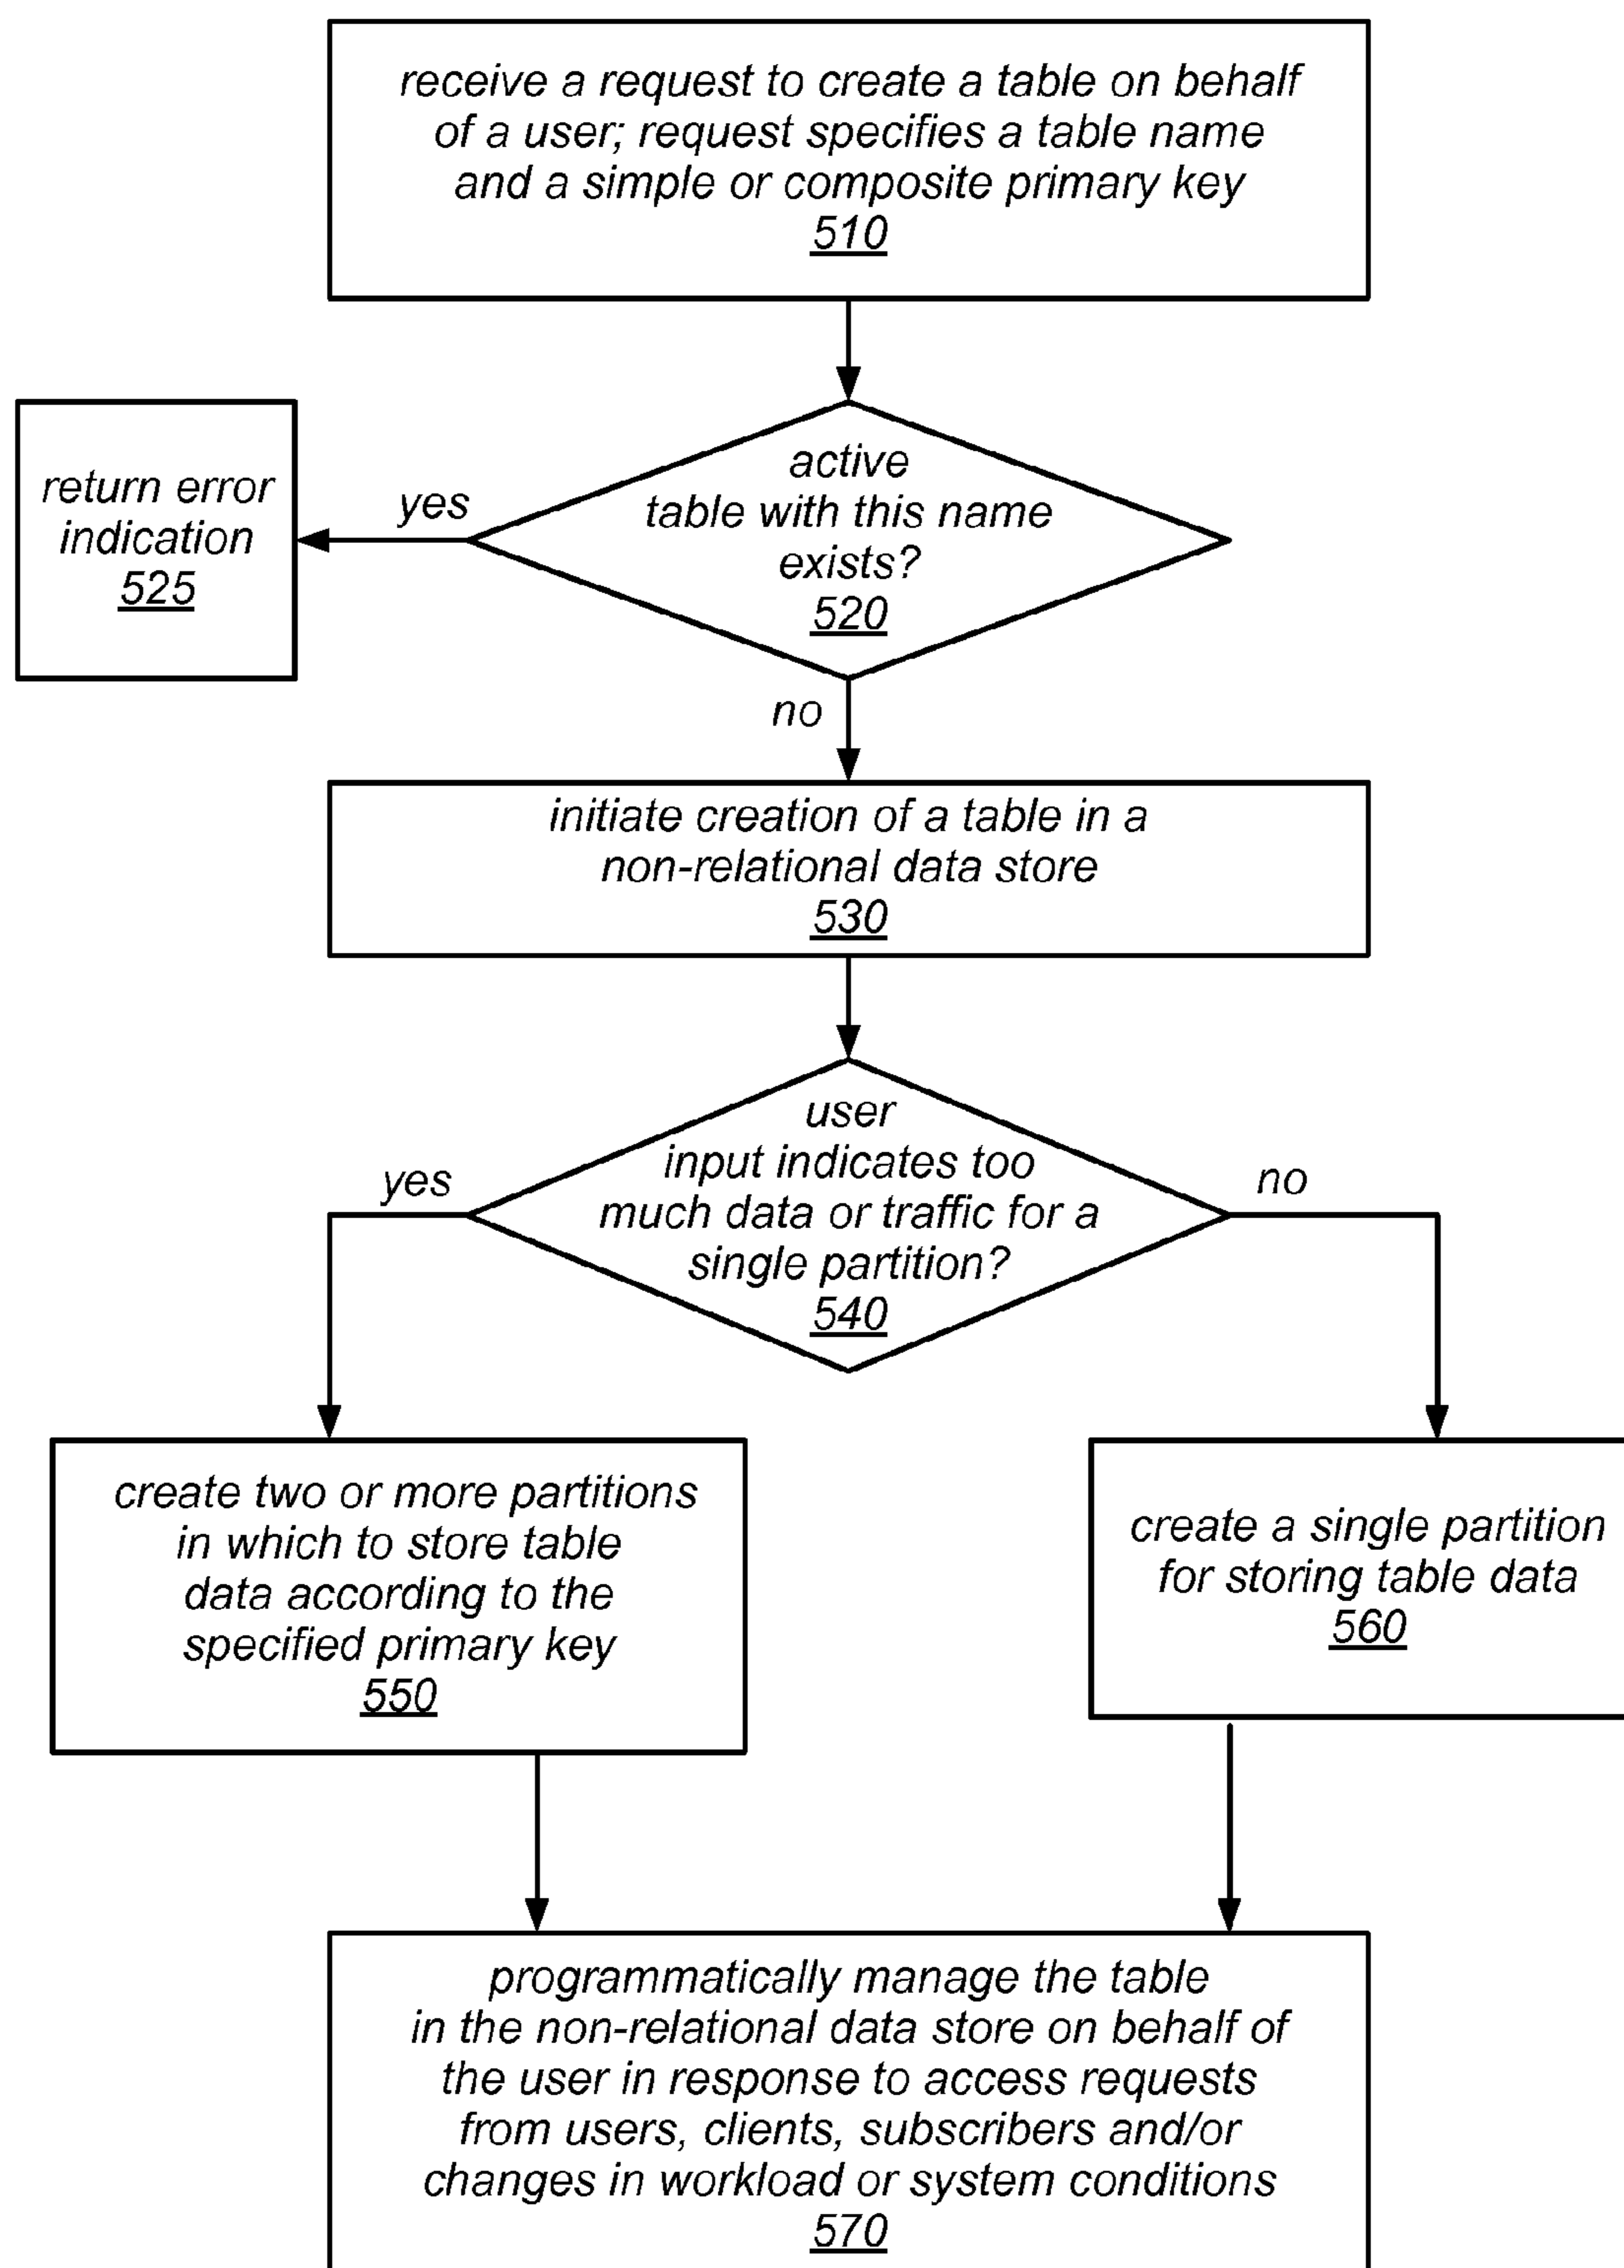 receive a request to create a table on behalf
of a user; request specifies a table name
and a simple or composite primary key
510
active
table with this name
exists?
520
yes
return error
indication
525
no
initiate creation of a table in a
non-relational data store
530
user
input indicates too
much data or traffic for a
single partition?
540
yes
no
create two or more partitions
in which to store table
data according to the
specified primary key
550
create a single partition
for storing table data
560
programmatically manage the table
in the non-relational data store on behalf of
the user in response to access requests
from users, clients, subscribers and/or
changes in workload or system conditions
570